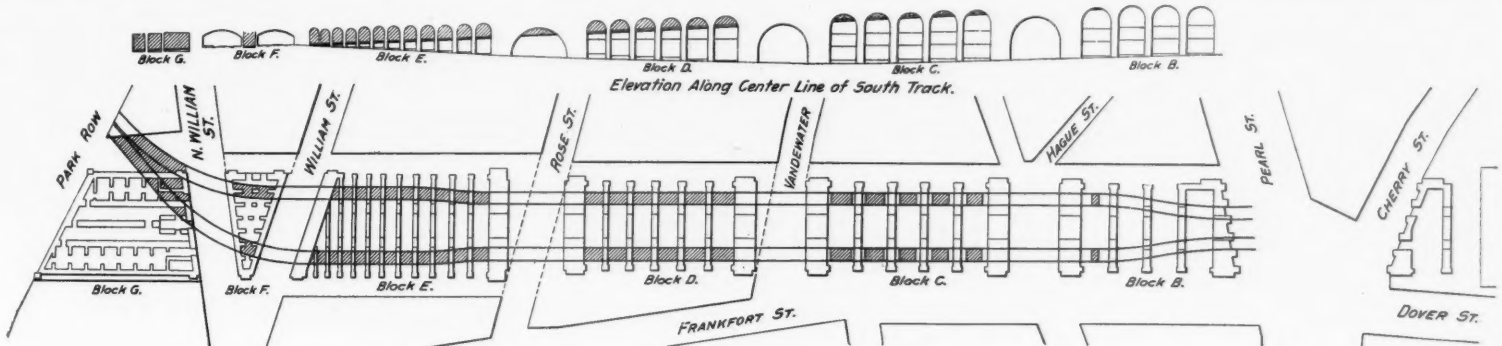 Block G.
Block F.
Block E.
Block D.
Block C.
Block B.
Elevation Along Center Line of South Track.
PARK ROW
N. WILLIAN ST.
WILLIAM ST.
ROSE ST.
VANDEWATER
HAGUE ST.
PEARL ST.
CHERRY ST.
Block G.
Block F.
Block E.
Block D.
Block C.
Block B.
FRANKFORT ST.
DOVER ST.